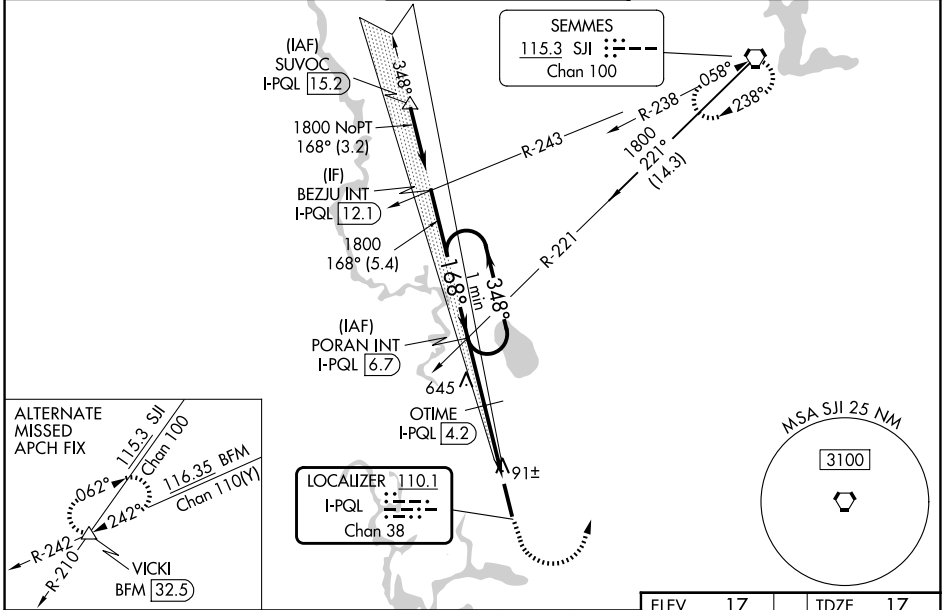 SEMMES
115.3 SJI
Chan 100
(IAF)
SUVOC
I-PQL 15.2
348°
1800 NoPT
168° (3.2)
(IF)
BEZJU INT
I-PQL 12.1
1800
168° (5.4)
R-243
R-238
058°
238°
1800
221°
(14.3)
R-221
168°
1 min
348°
(IAF)
PORAN INT
I-PQL 6.7
645
OTIME
I-PQL 4.2
91±
LOCALIZER 110.1
I-PQL
Chan 38
ALTERNATE
MISSED
APCH FIX
115.3 SJI
Chan 100
116.35 BFM
Chan 110(Y)
062°
242°
R-242
R-210
VICKI
BFM 32.5
MSA SJI 25 NM
3100
ELEV 17
TDZE 17